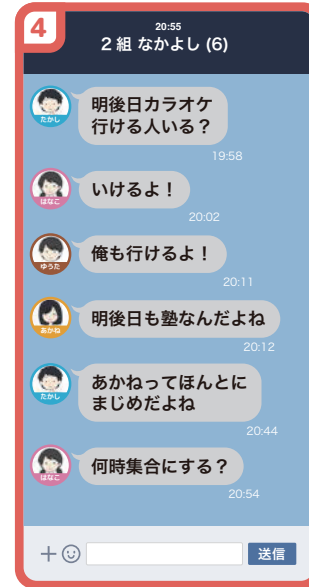 4
20:55
2組 なかよし (6)
たかし
明後日カラオケ
行ける人いる？
19:58
はなこ
いけるよ！
20:02
ゆうた
俺も行けるよ！
20:11
あかね
明後日も塾なんだよね
20:12
たかし
あかねってほんとに
まじめだよね
20:44
はなこ
何時集合にする？
20:54
送信